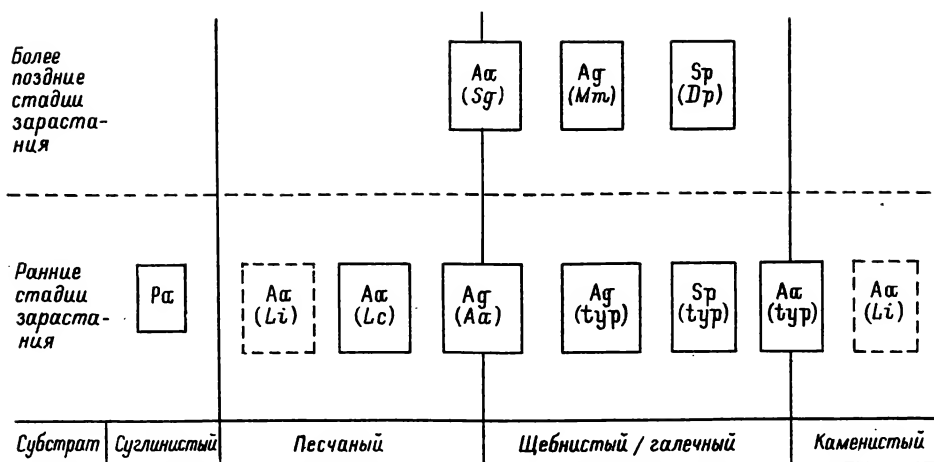 Более
поздние
стадии
зараста-
ния
Aα
(Sg)
Ag
(Mm)
Sp
(Dp)
Ранние
стадии
зараста-
ния
Pα
Aα
(Li)
Aα
(Lc)
Ag
(Aα)
Ag
(typ)
Sp
(typ)
Aα
(typ)
Aα
(Li)
Субстрат Суглинистый Песчаный Щебнистый / галечный Каменистый